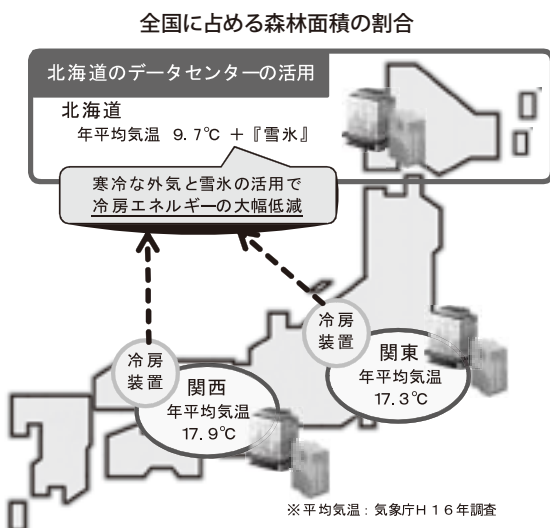 全国に占める森林面積の割合
北海道のデータセンターの活用
北海道
年平均気温 9.7℃ + 『雪氷』
寒冷な外気と雪氷の活用で
冷房エネルギーの大幅低減
冷房
装置
関東
年平均気温
17.3℃
冷房
装置
関西
年平均気温
17.9℃
※平均気温:気象庁H16年調査